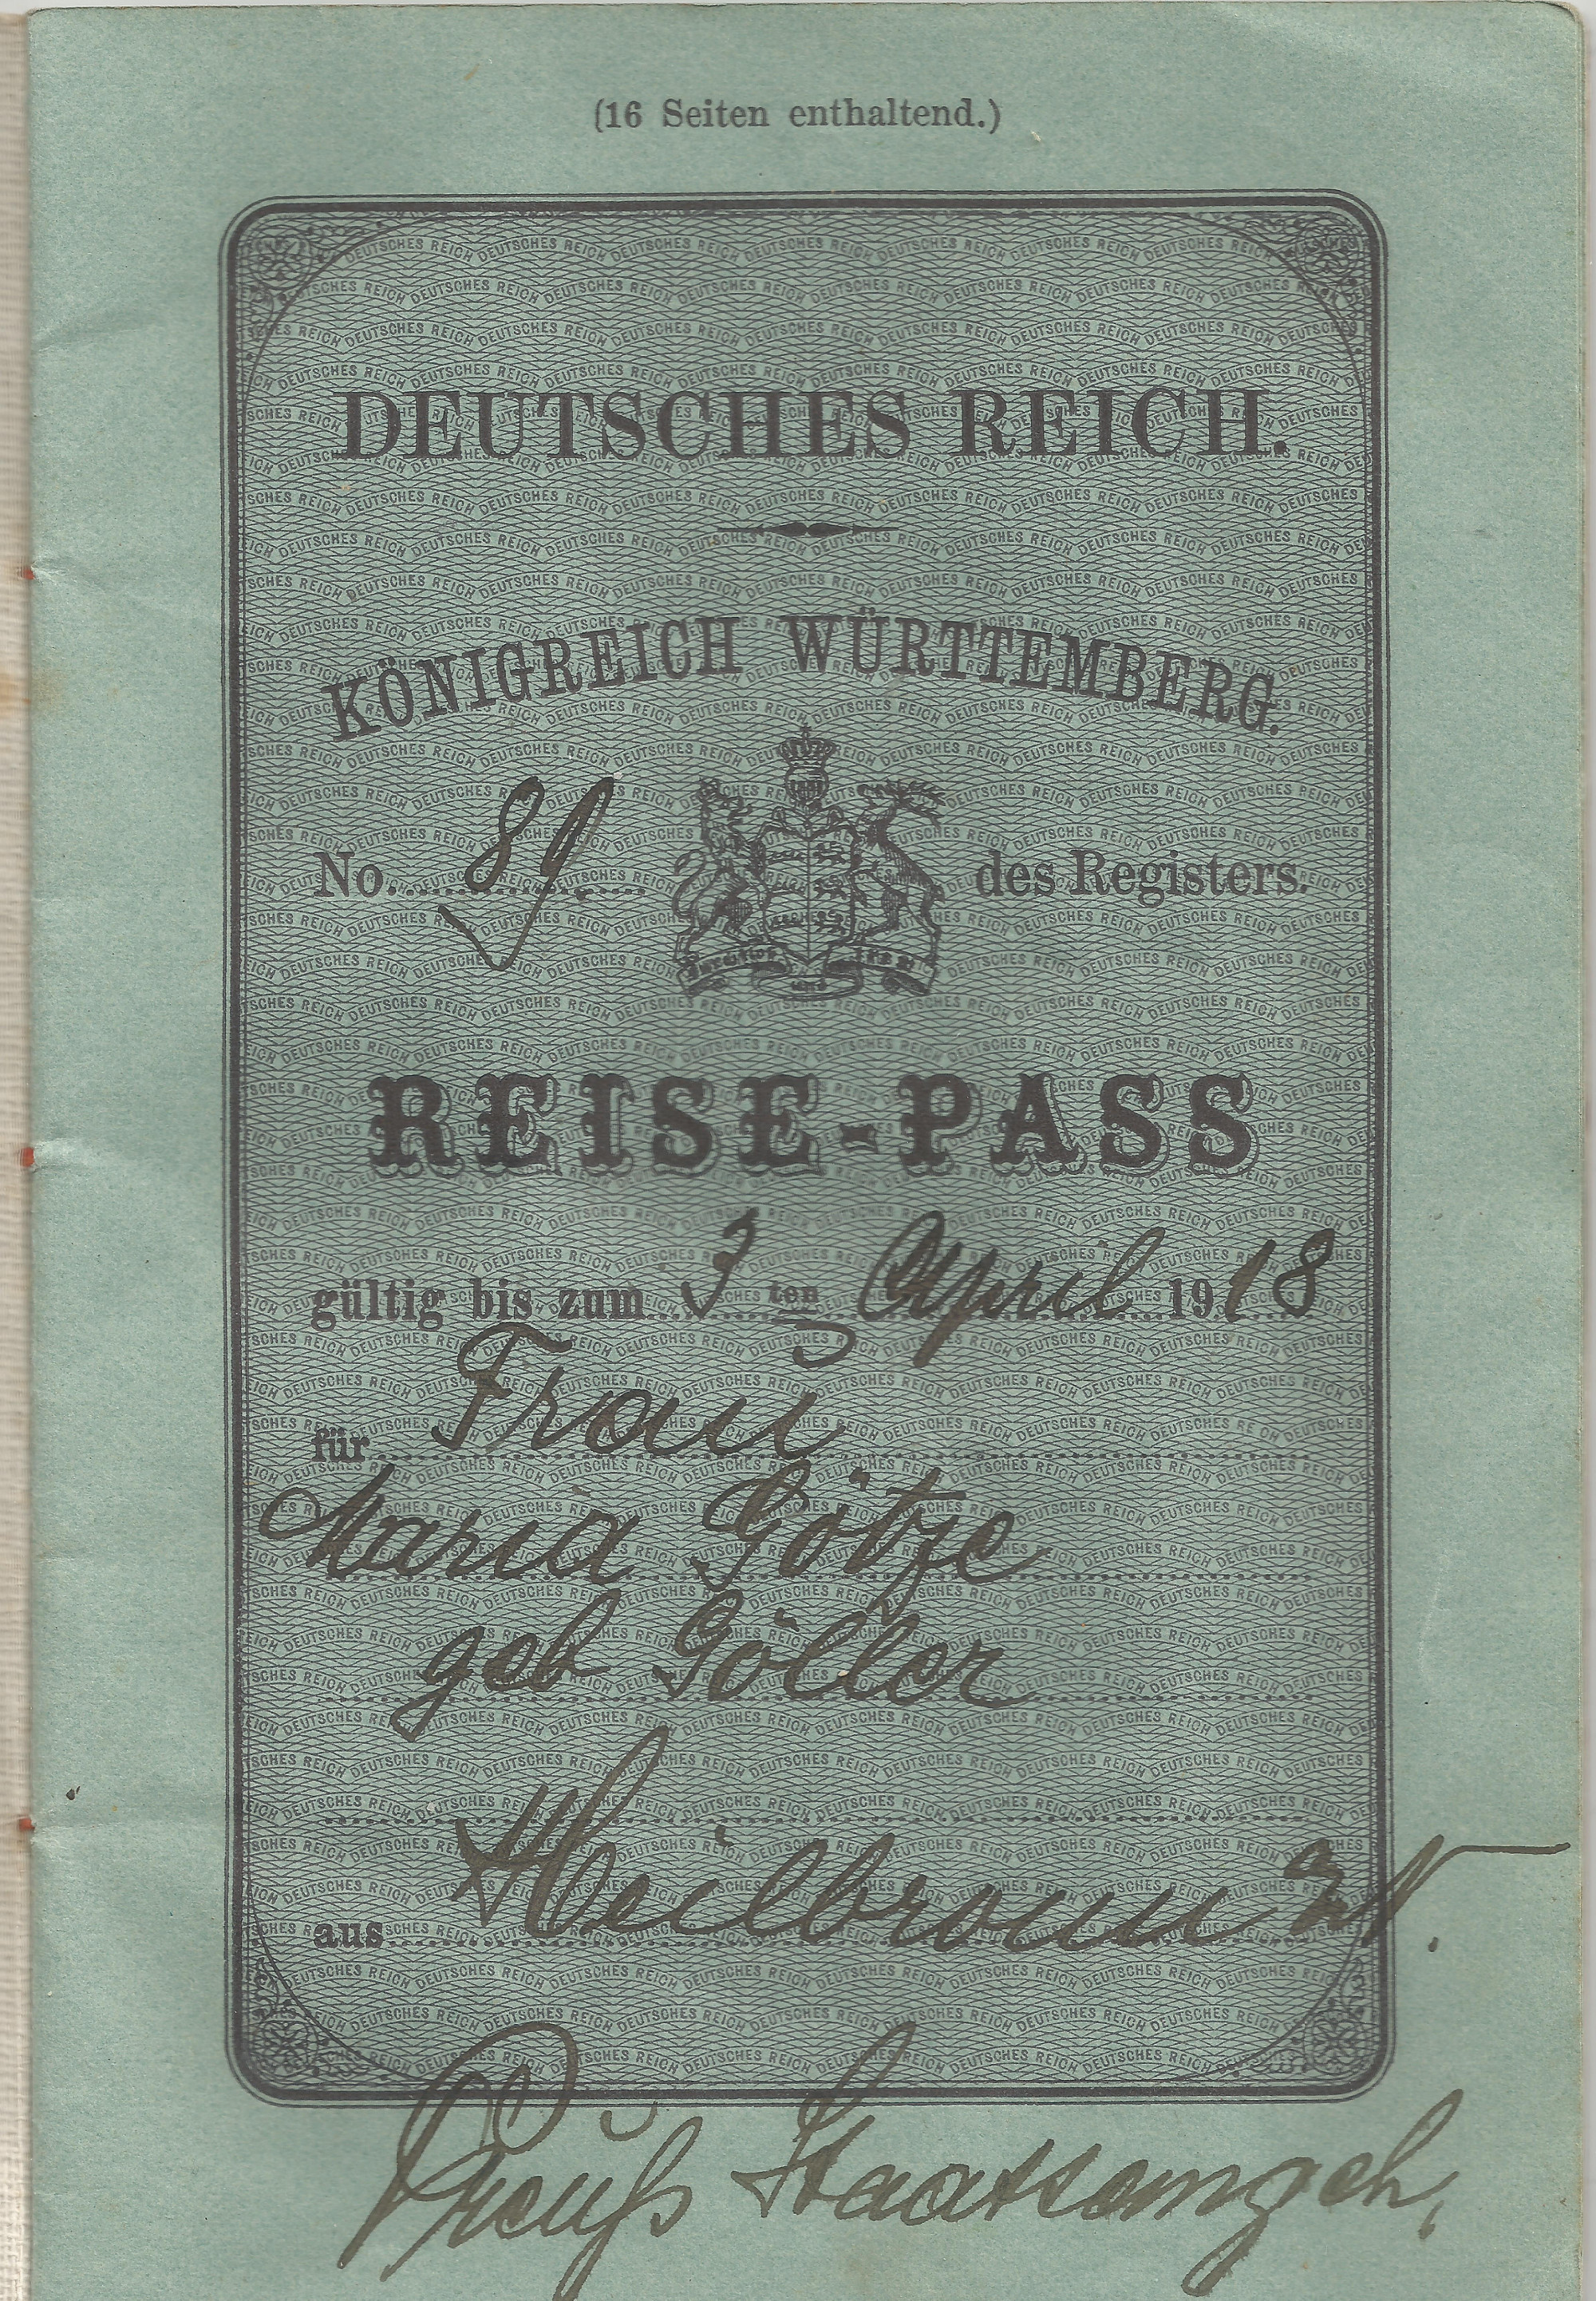 (16 Seiten enthaltend.)
DEUTSCHES REICH.
KÖNIGREICH WÜRTTEMBERG.
No. 89. des Registers.
REISE-PASS
gültig bis zum 3 ten April 1918
für Frau
Maria Götze
geb Göller
aus Heilbronn a N.
Preuß Staatsangeh.